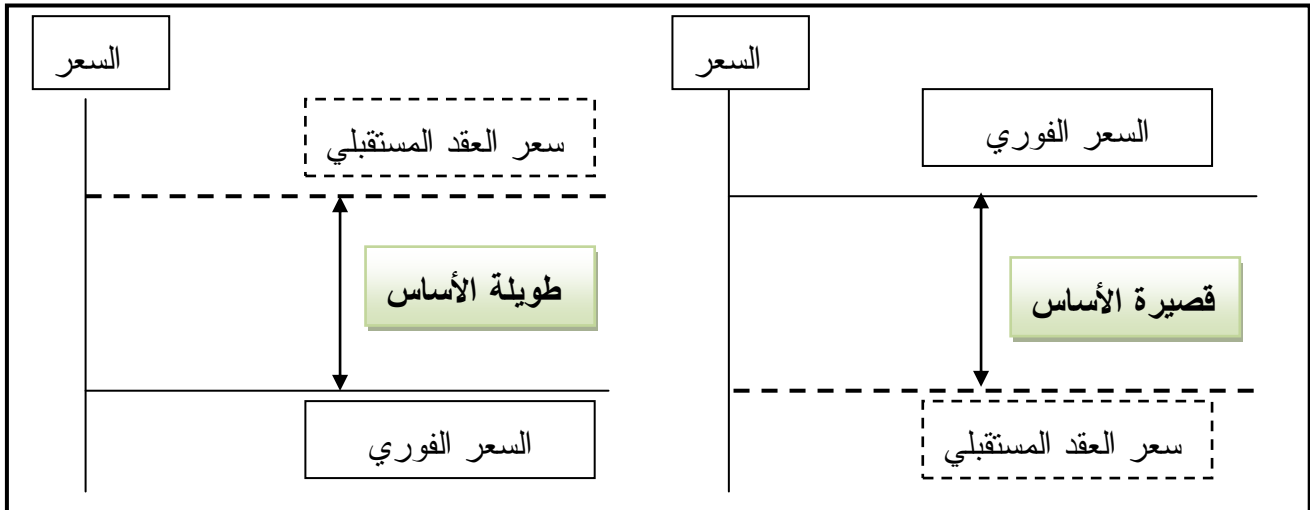 السعر
السعر الفوري
قصيرة الأساس
سعر العقد المستقبلي
السعر
سعر العقد المستقبلي
طويلة الأساس
السعر الفوري